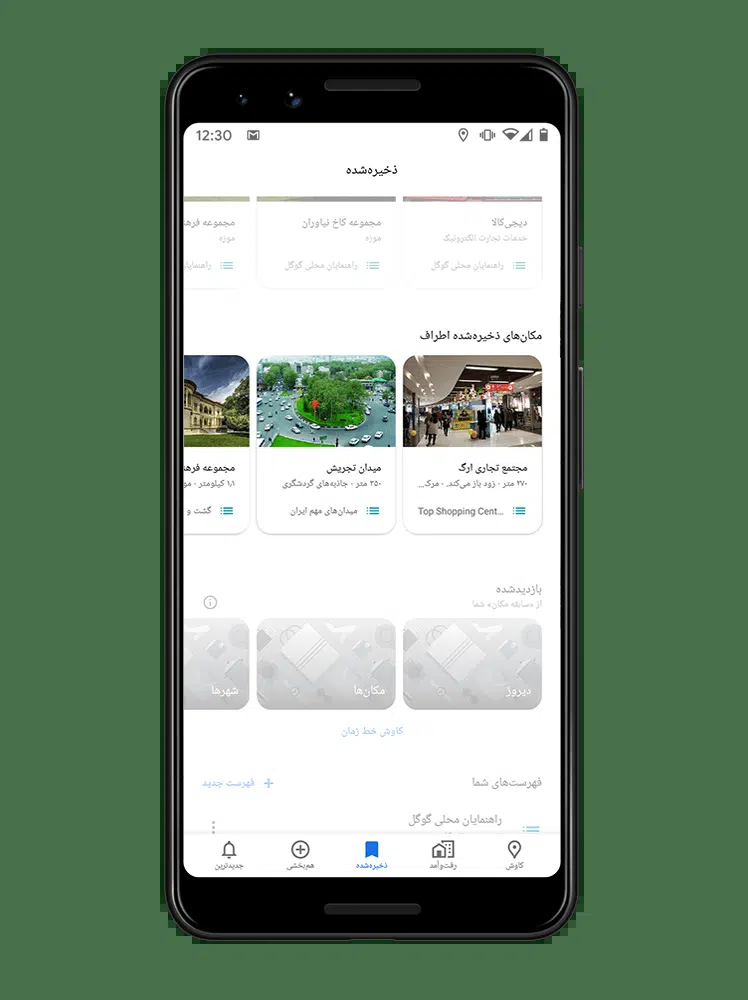 12:30
ذخیره‌شده
دیجی‌کالا
خدمات تجارت الکترونیک
راهنمایان محلی گوگل
مجموعه کاخ نیاوران
موزه
راهنمایان محلی گوگل
مجموعه فرهن
موزه
راهنمایان
مکان‌های ذخیره‌شده اطراف
مجتمع تجاری ارگ
۲۷۰ متر · زود باز می‌کند. · مرک...
Top Shopping Cent...
میدان تجریش
۳۵۰ متر · جاذبه‌های گردشگری
میدان‌های مهم ایران
مجموعه فرهن
۱٫۱ کیلومتر · مو
گشت و
بازدیدشده
از «سابقه مکان» شما
دیروز
مکان‌ها
شهرها
کاوش خط زمان
فهرست‌های شما
+ فهرست جدید
راهنمایان محلی گوگل
کاوش
رفت‌وآمد
ذخیره‌شده
هم‌بخشی
جدیدترین